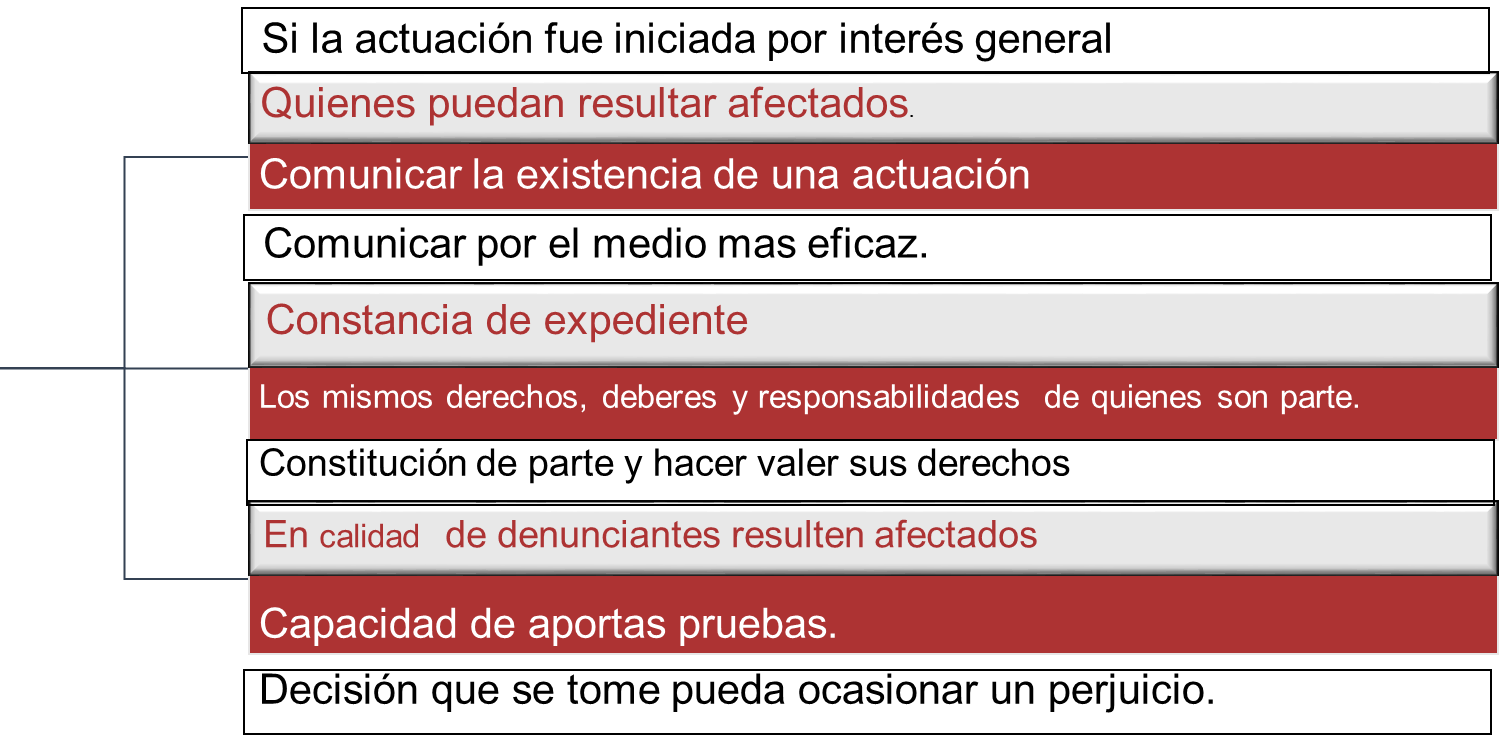 Si la actuación fue iniciada por interés general
Quienes puedan resultar afectados.
Comunicar la existencia de una actuación
Comunicar por el medio mas eficaz.
Constancia de expediente
Los mismos derechos, deberes y responsabilidades de quienes son parte.
Constitución de parte y hacer valer sus derechos
En calidad de denunciantes resulten afectados
Capacidad de aportas pruebas.
Decisión que se tome pueda ocasionar un perjuicio.